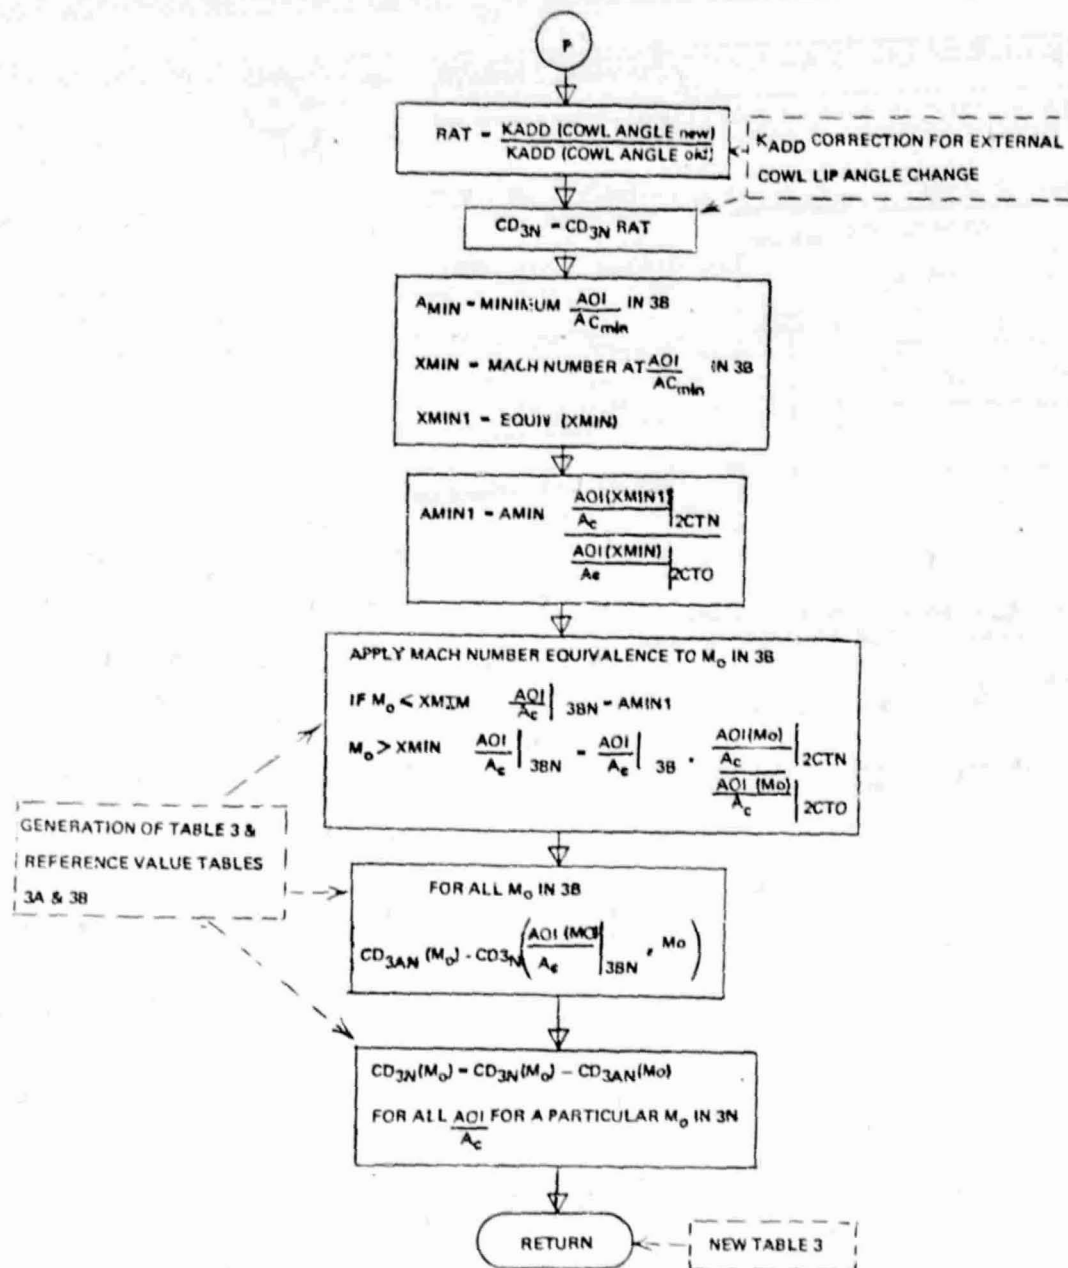 P
RAT = KADD (COWL ANGLE new)
KADD (COWL ANGLE old)
KADD CORRECTION FOR EXTERNAL
COWL LIP ANGLE CHANGE
CD3N = CD3N RAT
AMIN = MINIMUM AOI IN 3B
ACmin
XMIN = MACH NUMBER AT AOI IN 3B
ACmin
XMIN1 = EQUIV (XMIN)
AOI(XMIN1)
AMIN1 = AMIN Ac 2CTN
AOI(XMIN)
Ac 2CTO
APPLY MACH NUMBER EQUIVALENCE TO Mo IN 3B
IF Mo ≤ XMIM AOI 3BN = AMIN1
Ac
Mo > XMIN AOI 3BN = AOI 3B · AOI(Mo) 2CTN
Ac Ac Ac
AOI (Mo) 2CTO
Ac
GENERATION OF TABLE 3 &
REFERENCE VALUE TABLES
3A & 3B
FOR ALL Mo IN 3B
CD3AN (Mo) - CD3N( AOI (MO) 3BN , Mo )
Ac
CD3N(Mo) = CD3N(Mo) - CD3AN(Mo)
FOR ALL AOI FOR A PARTICULAR Mo IN 3N
Ac
RETURN
NEW TABLE 3